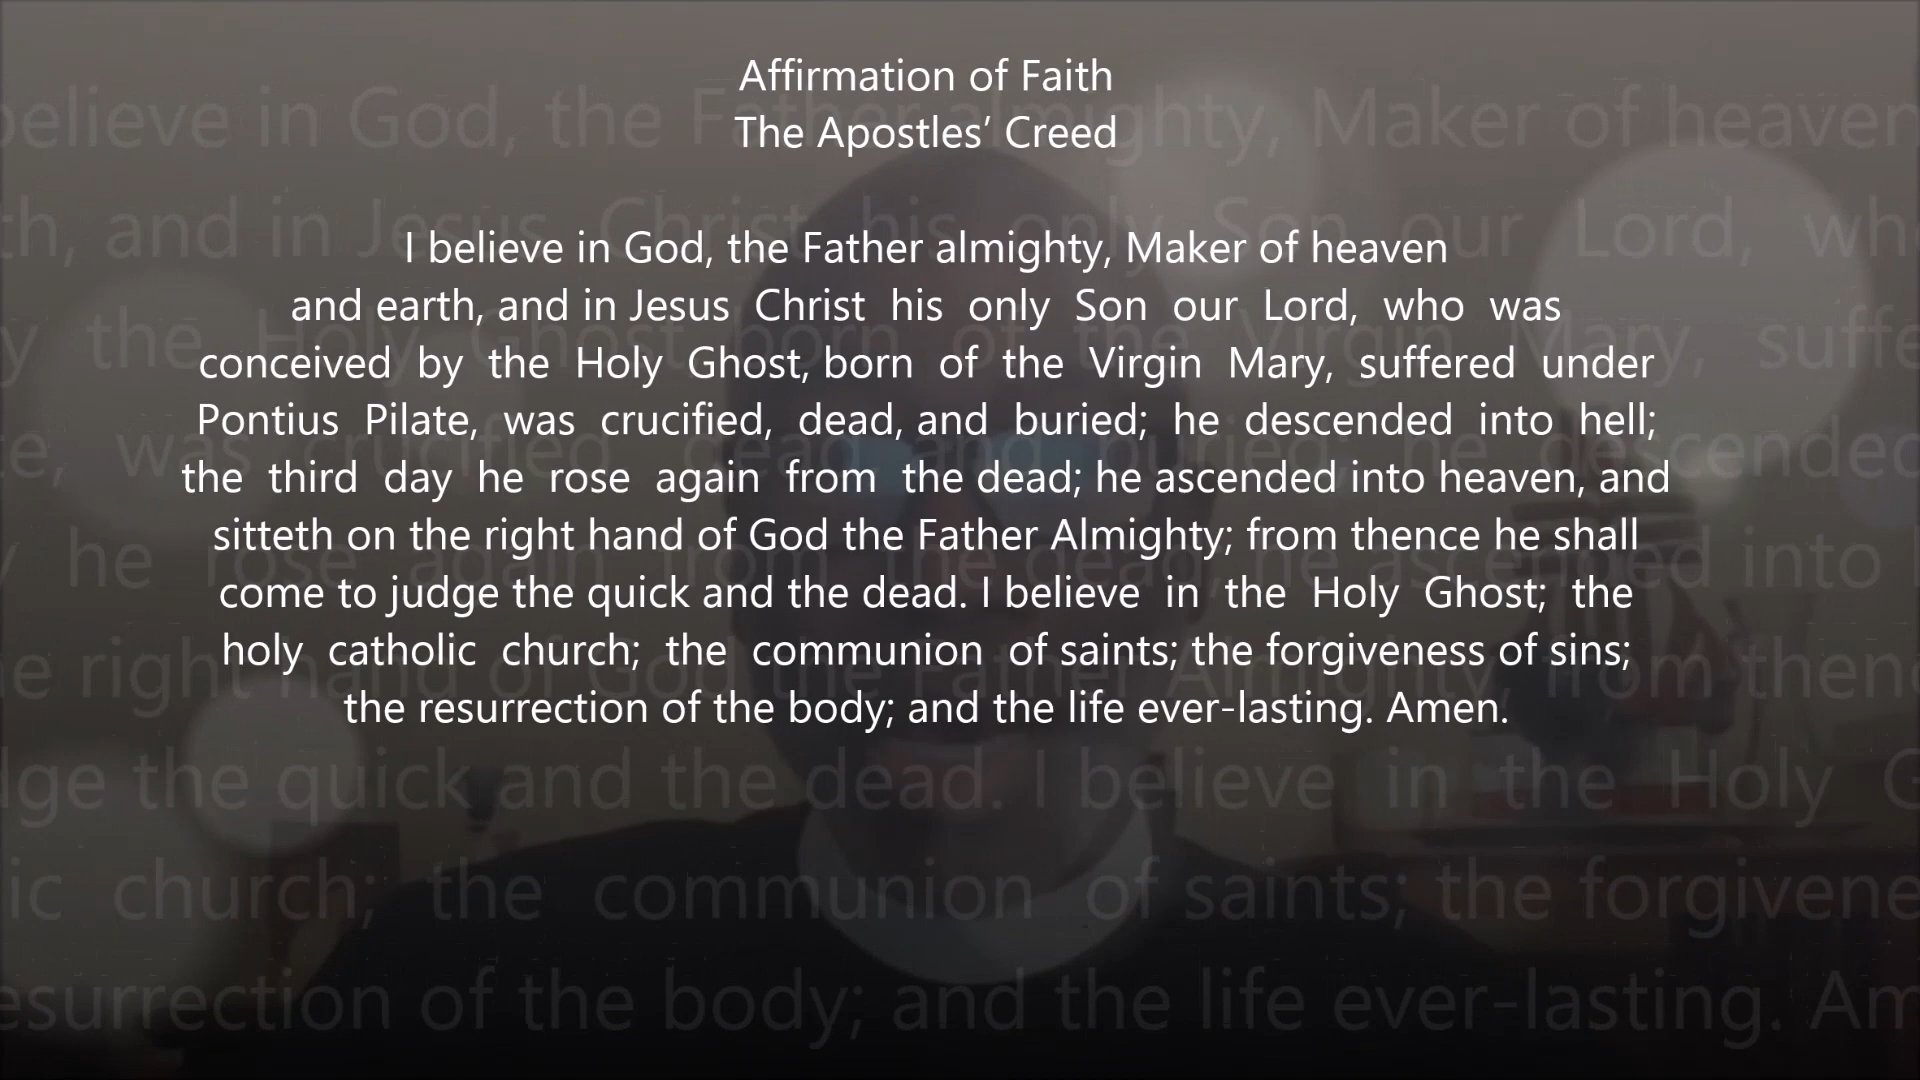 Affirmation of Faith
The Apostles’ Creed
I believe in God, the Father almighty, Maker of heaven
and earth, and in Jesus Christ his only Son our Lord, who was
conceived by the Holy Ghost, born of the Virgin Mary, suffered under
Pontius Pilate, was crucified, dead, and buried; he descended into hell;
the third day he rose again from the dead; he ascended into heaven, and
sitteth on the right hand of God the Father Almighty; from thence he shall
come to judge the quick and the dead. I believe in the Holy Ghost; the
holy catholic church; the communion of saints; the forgiveness of sins;
the resurrection of the body; and the life ever-lasting. Amen.